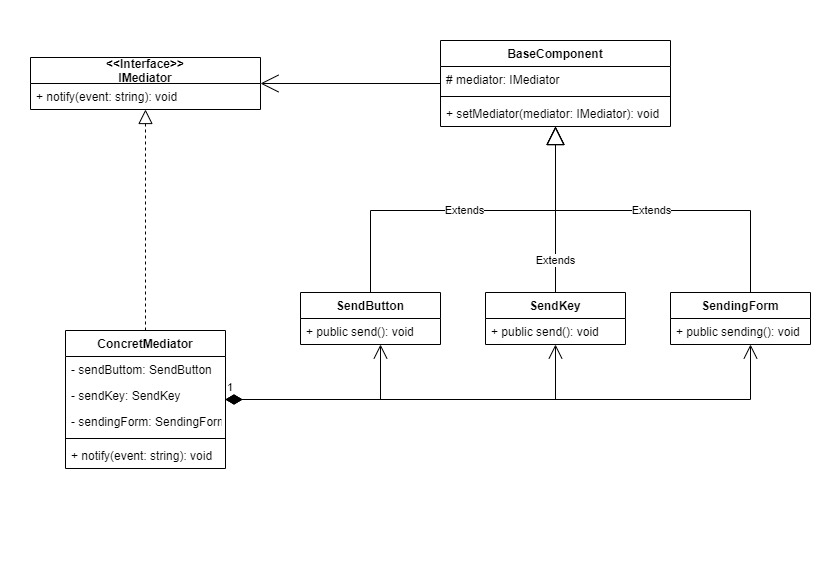 <<Interface>>
IMediator
+ notify(event: string): void
BaseComponent
# mediator: IMediator
+ setMediator(mediator: IMediator): void
Extends
Extends
Extends
SendButton
+ public send(): void
SendKey
+ public send(): void
SendingForm
+ public sending(): void
ConcretMediator
- sendButtom: SendButton
- sendKey: SendKey
- sendingForm: SendingForm
+ notify(event: string): void
1